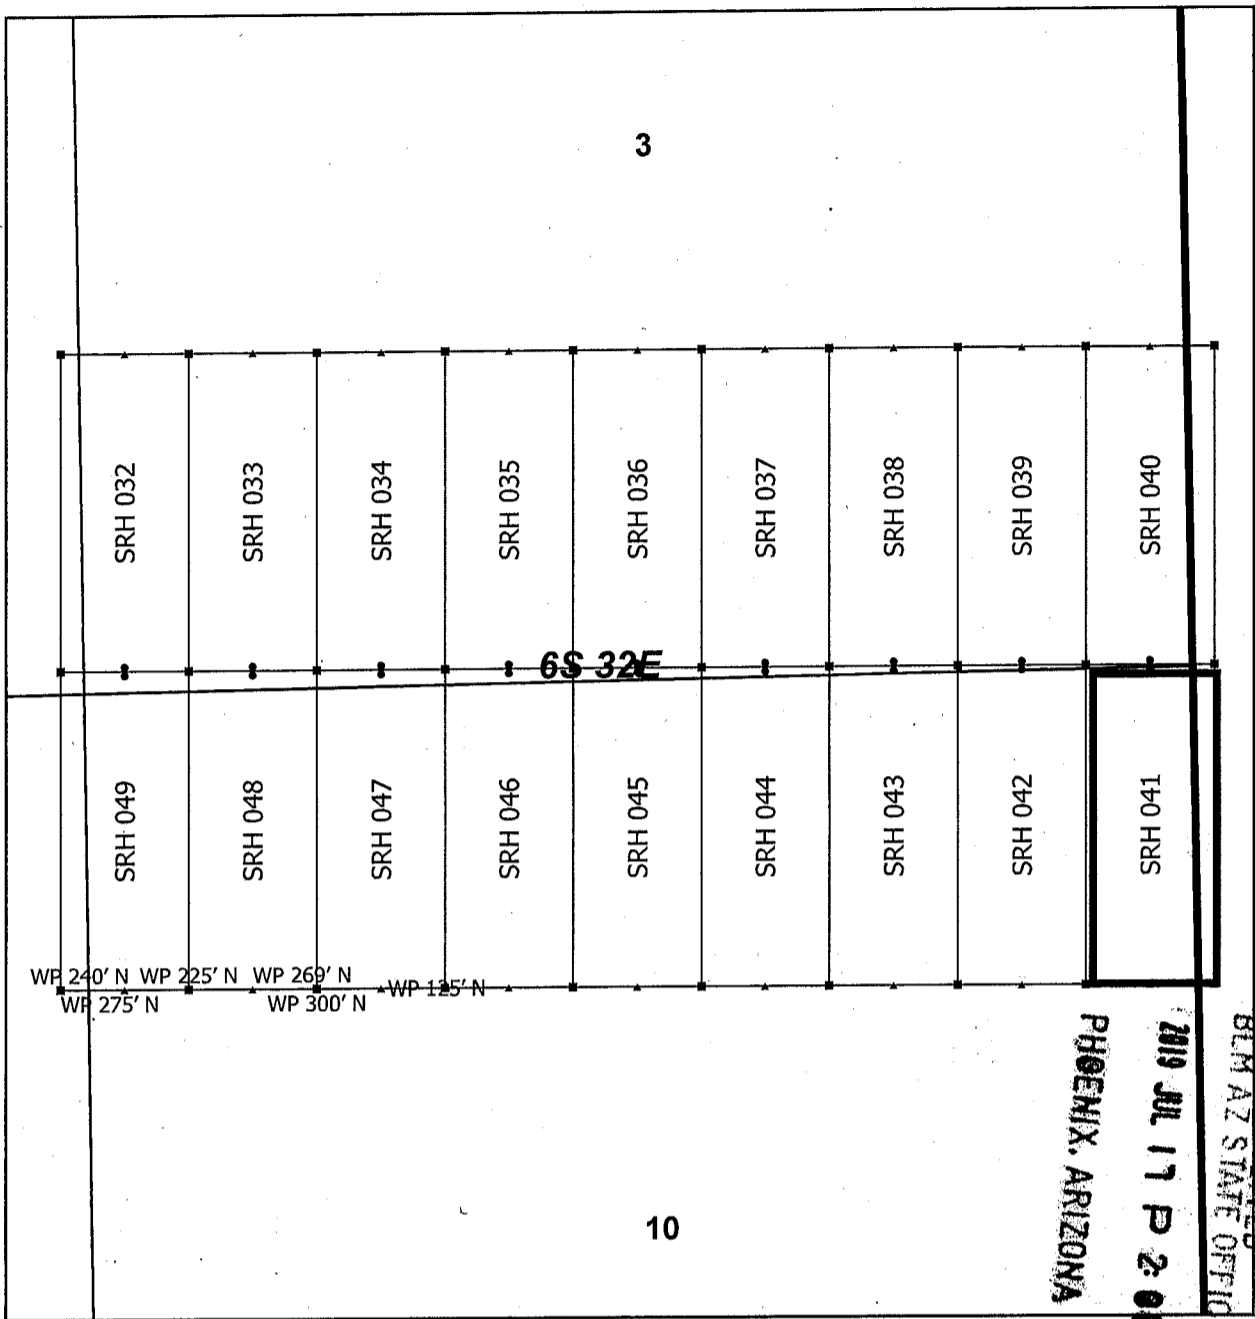 3
SRH 032
SRH 033
SRH 034
SRH 035
SRH 036
SRH 037
SRH 038
SRH 039
SRH 040
6S 32E
SRH 049
SRH 048
SRH 047
SRH 046
SRH 045
SRH 044
SRH 043
SRH 042
SRH 041
WP 240' N WP 225' N WP 269' N
WP 125' N
WP 275' N
WP 300' N
BLM AZ STATE OFFIC
2019 JUL 17 P 2:0
PHOENIX, ARIZONA
10